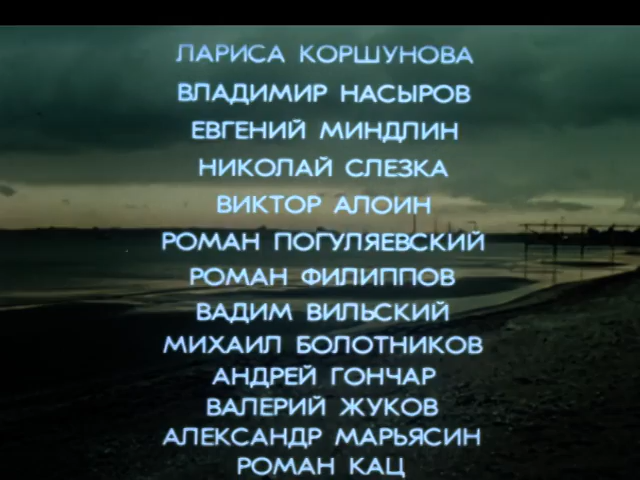 ЛАРИСА КОРШУНОВА
ВЛАДИМИР НАСЫРОВ
ЕВГЕНИЙ МИНДЛИН
НИКОЛАЙ СЛЕЗКА
ВИКТОР АЛОИН
РОМАН ПОГУЛЯЕВСКИЙ
РОМАН ФИЛИППОВ
ВАДИМ ВИЛЬСКИЙ
МИХАИЛ БОЛОТНИКОВ
АНДРЕЙ ГОНЧАР
ВАЛЕРИЙ ЖУКОВ
АЛЕКСАНДР МАРЬЯСИН
РОМАН КАЦ